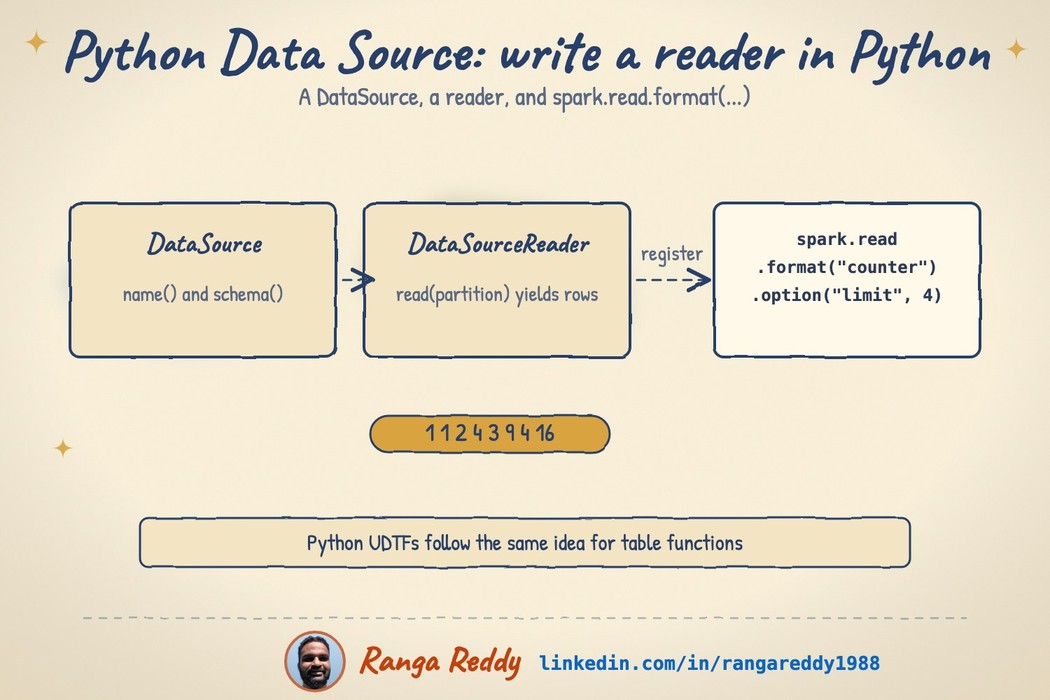 Python Data Source: write a reader in Python
A DataSource, a reader, and spark.read.format(...)
DataSource
name() and schema()
DataSourceReader
read(partition) yields rows
register
spark.read
.format("counter")
.option("limit", 4)
1 1 2 4 3 9 4 16
Python UDTFs follow the same idea for table functions
Ranga Reddy
linkedin.com/in/rangareddy1988